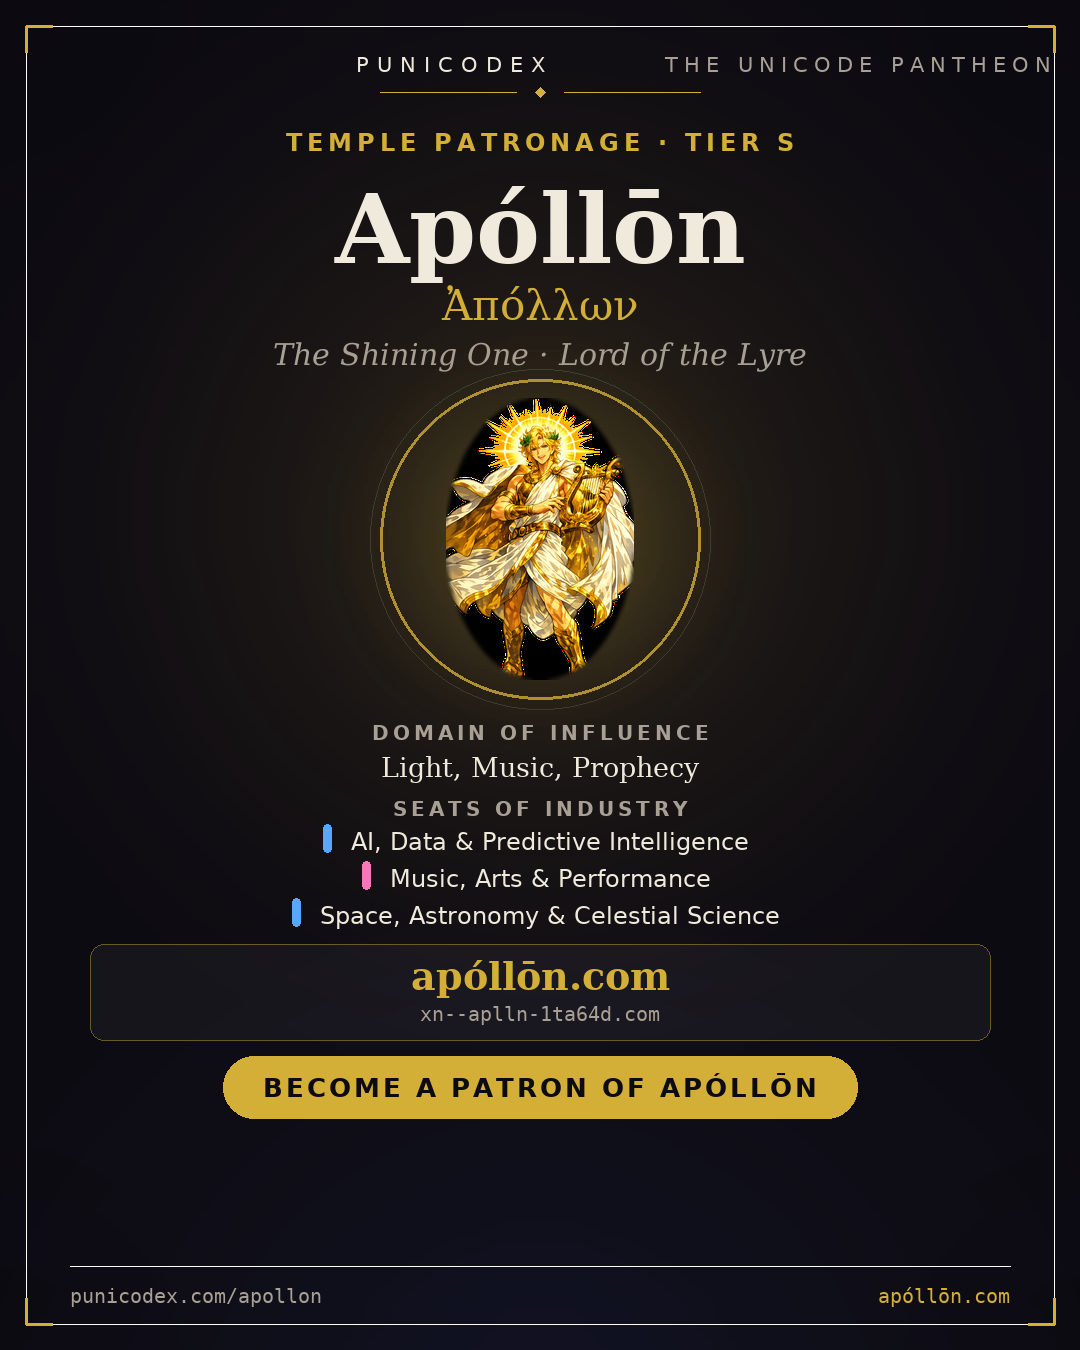 PUNICODEX THE UNICODE PANTHEON
TEMPLE PATRONAGE · TIER S
Apóllōn
Ἀπόλλων
The Shining One · Lord of the Lyre
DOMAIN OF INFLUENCE
Light, Music, Prophecy
SEATS OF INDUSTRY
AI, Data & Predictive Intelligence
Music, Arts & Performance
Space, Astronomy & Celestial Science
apóllōn.com
xn--aplln-1ta64d.com
BECOME A PATRON OF APÓLLŌN
punicodex.com/apollon apóllōn.com